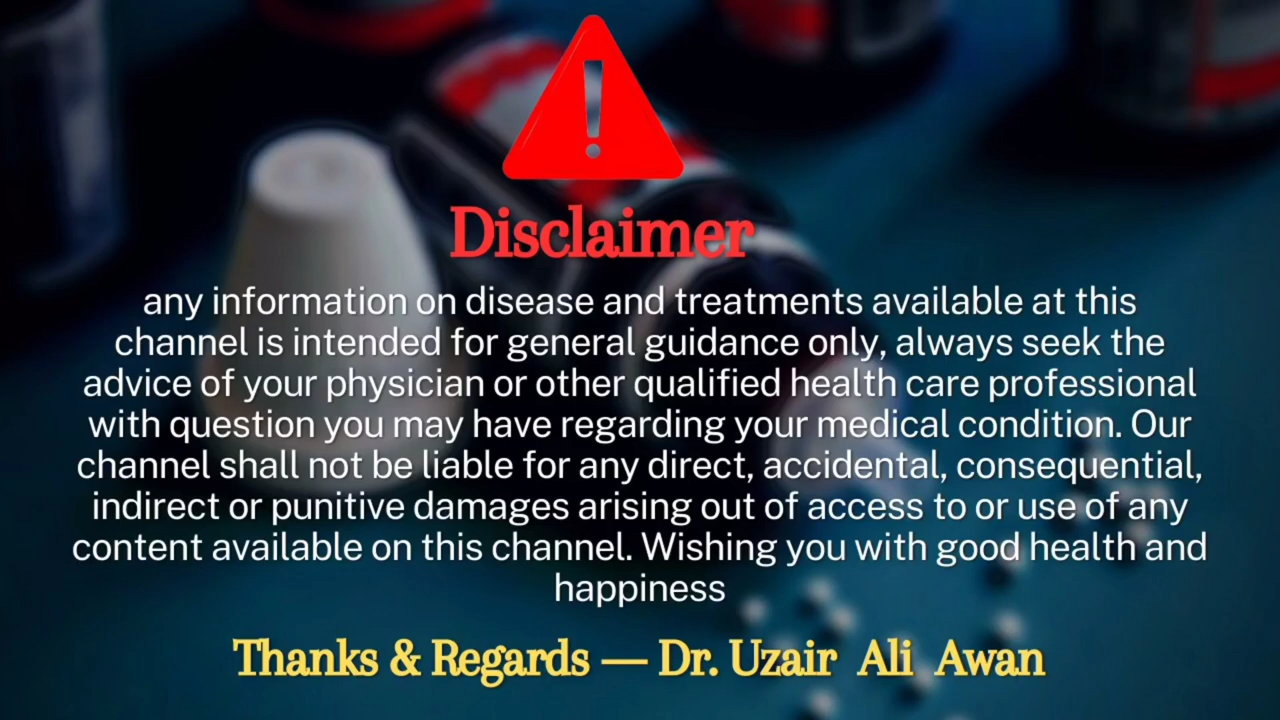 Disclaimer
any information on disease and treatments available at this
channel is intended for general guidance only, always seek the
advice of your physician or other qualified health care professional
with question you may have regarding your medical condition. Our
channel shall not be liable for any direct, accidental, consequential,
indirect or punitive damages arising out of access to or use of any
content available on this channel. Wishing you with good health and
happiness
Thanks & Regards — Dr. Uzair Ali Awan